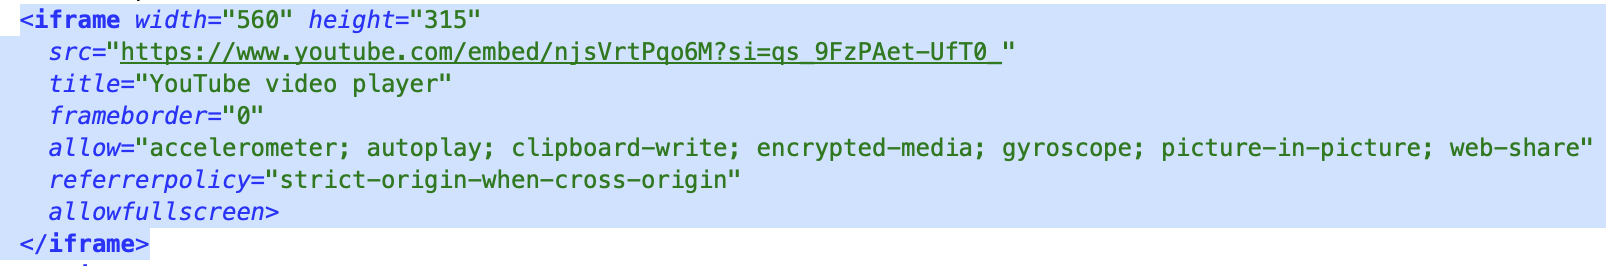 <iframe width="560" height="315"
src="https://www.youtube.com/embed/njsVrtPqo6M?si=qs_9FzPAet-UfT0_"
title="YouTube video player"
frameborder="0"
allow="accelerometer; autoplay; clipboard-write; encrypted-media; gyroscope; picture-in-picture; web-share"
referrerpolicy="strict-origin-when-cross-origin"
allowfullscreen>
</iframe>